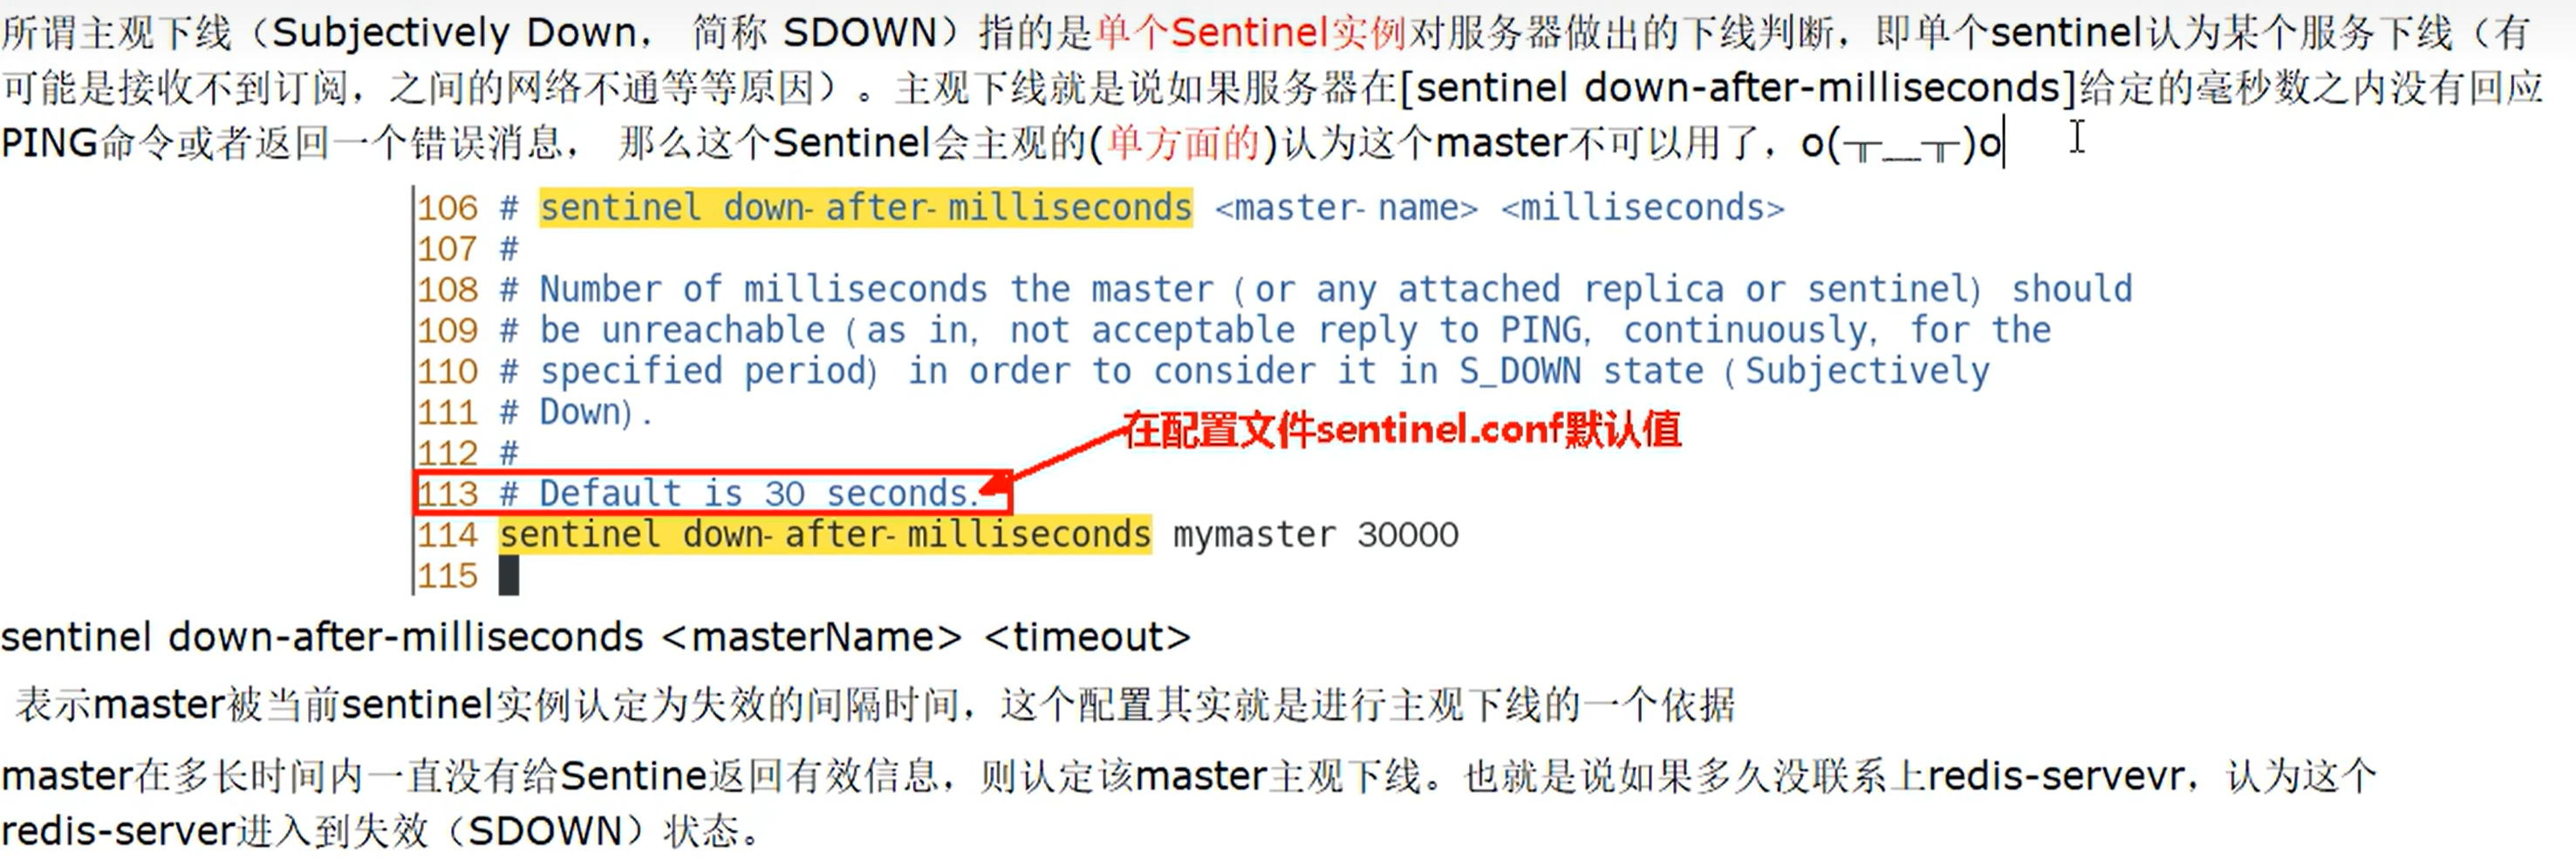 所谓主观下线（Subjectively Down， 简称 SDOWN）指的是单个Sentinel实例对服务器做出的下线判断，即单个sentinel认为某个服务下线（有
可能是接收不到订阅，之间的网络不通等等原因）。主观下线就是说如果服务器在[sentinel down-after-milliseconds]给定的毫秒数之内没有回应
PING命令或者返回一个错误消息， 那么这个Sentinel会主观的(单方面的)认为这个master不可以用了，o(╥﹏╥)o
106 # sentinel down-after-milliseconds <master-name> <milliseconds>
107 #
108 # Number of milliseconds the master (or any attached replica or sentinel) should
109 # be unreachable (as in, not acceptable reply to PING, continuously, for the
110 # specified period) in order to consider it in S_DOWN state (Subjectively
111 # Down).
在配置文件sentinel.conf默认值
112 #
113 # Default is 30 seconds.
114 sentinel down-after-milliseconds mymaster 30000
115
sentinel down-after-milliseconds <masterName> <timeout>
表示master被当前sentinel实例认定为失效的间隔时间，这个配置其实就是进行主观下线的一个依据
master在多长时间内一直没有给Sentine返回有效信息，则认定该master主观下线。也就是说如果多久没联系上redis-servevr，认为这个
redis-server进入到失效（SDOWN）状态。